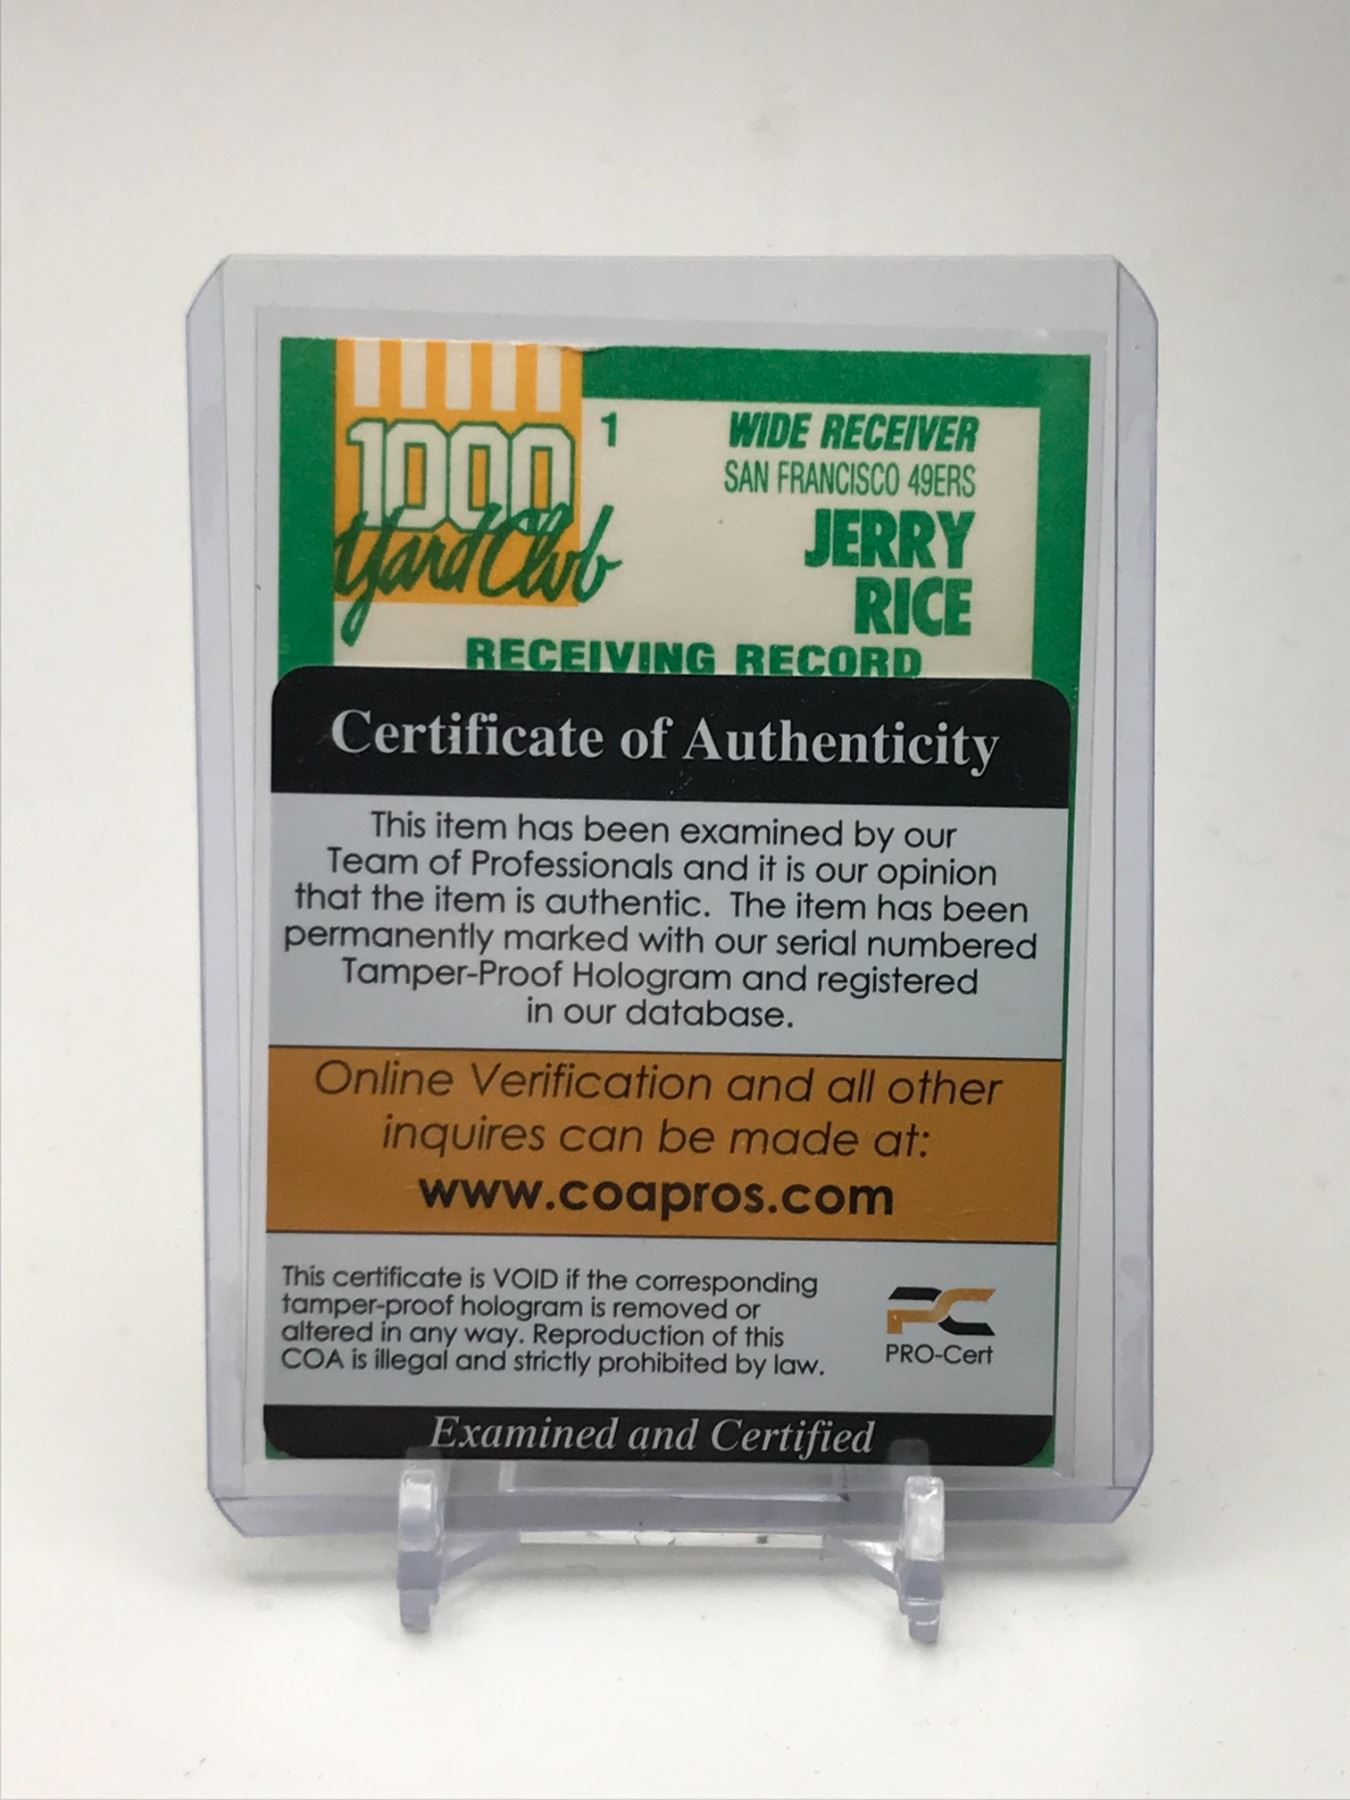 1000
Yard Club
1
WIDE RECEIVER
SAN FRANCISCO 49ERS
JERRY
RICE
RECEIVING RECORD
Certificate of Authenticity
This item has been examined by our
Team of Professionals and it is our opinion
that the item is authentic. The item has been
permanently marked with our serial numbered
Tamper-Proof Hologram and registered
in our database.
Online Verification and all other
inquires can be made at:
www.coapros.com
This certificate is VOID if the corresponding
tamper-proof hologram is removed or
altered in any way. Reproduction of this
COA is illegal and strictly prohibited by law.
PC
PRO-Cert
Examined and Certified